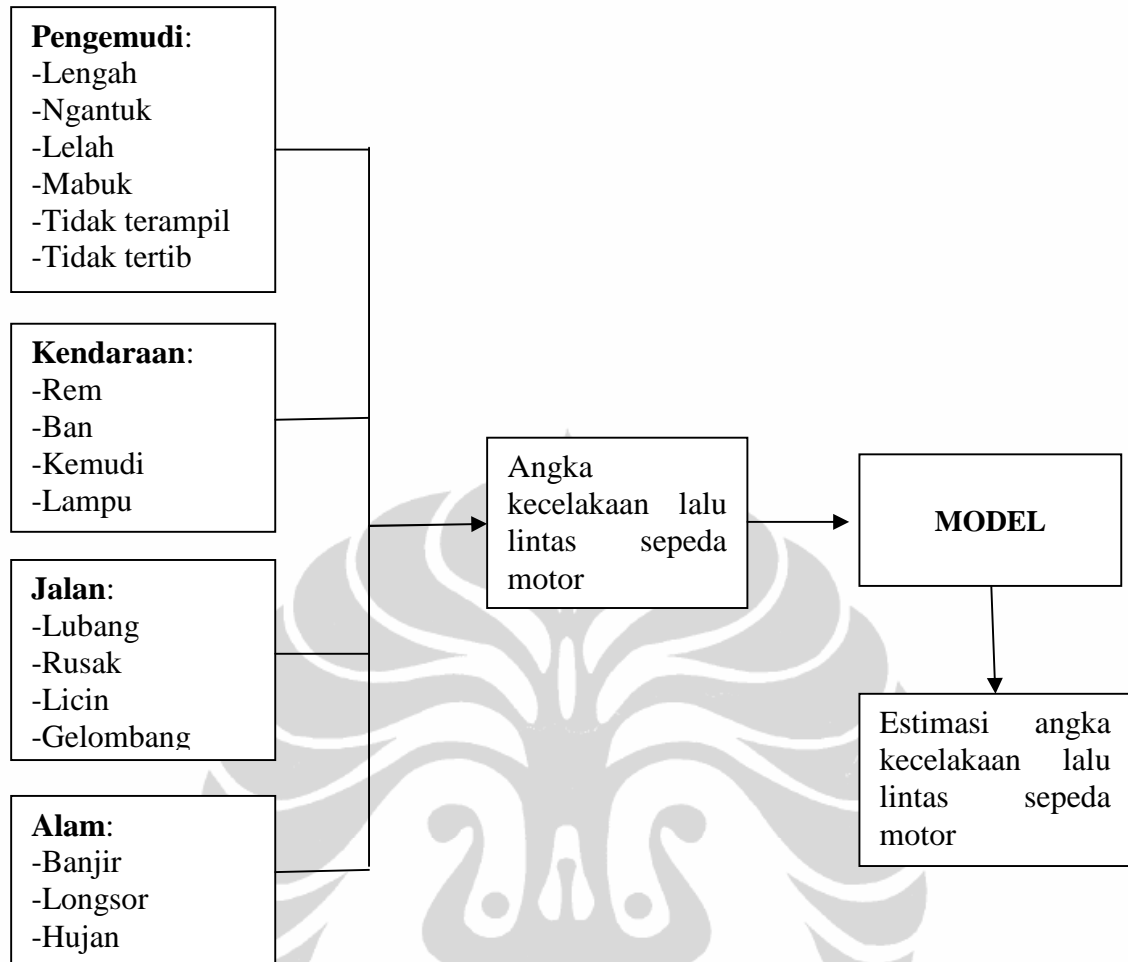 Pengemudi:
-Lengah
-Ngantuk
-Lelah
-Mabuk
-Tidak terampil
-Tidak tertib
Kendaraan:
-Rem
-Ban
-Kemudi
-Lampu
Jalan:
-Lubang
-Rusak
-Licin
-Gelombang
Alam:
-Banjir
-Longsor
-Hujan
Angka
kecelakaan lalu
lintas sepeda
motor
MODEL
Estimasi angka
kecelakaan lalu
lintas sepeda
motor